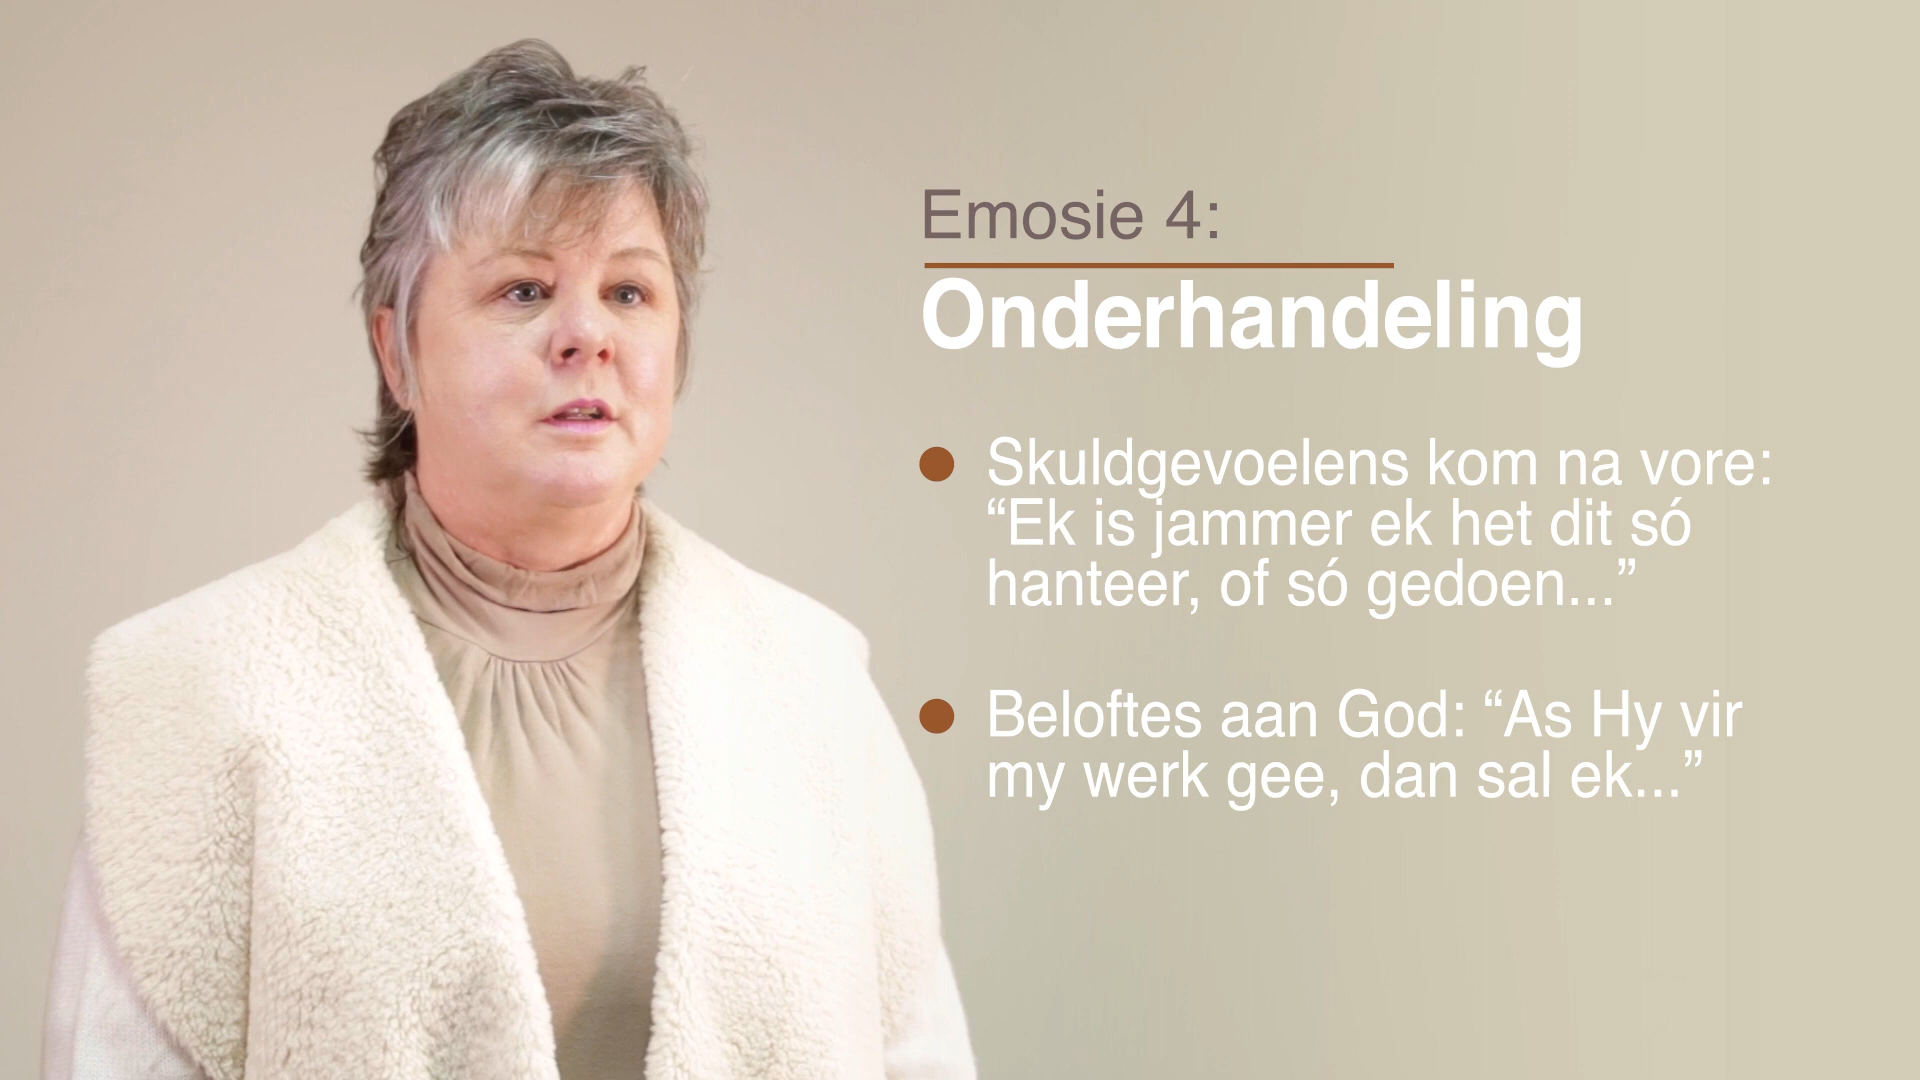 Emosie 4:
Onderhandeling
Skuldgevoelens kom na vore:
“Ek is jammer ek het dit só
hanteer, of só gedoen...”
Beloftes aan God: “As Hy vir
my werk gee, dan sal ek...”